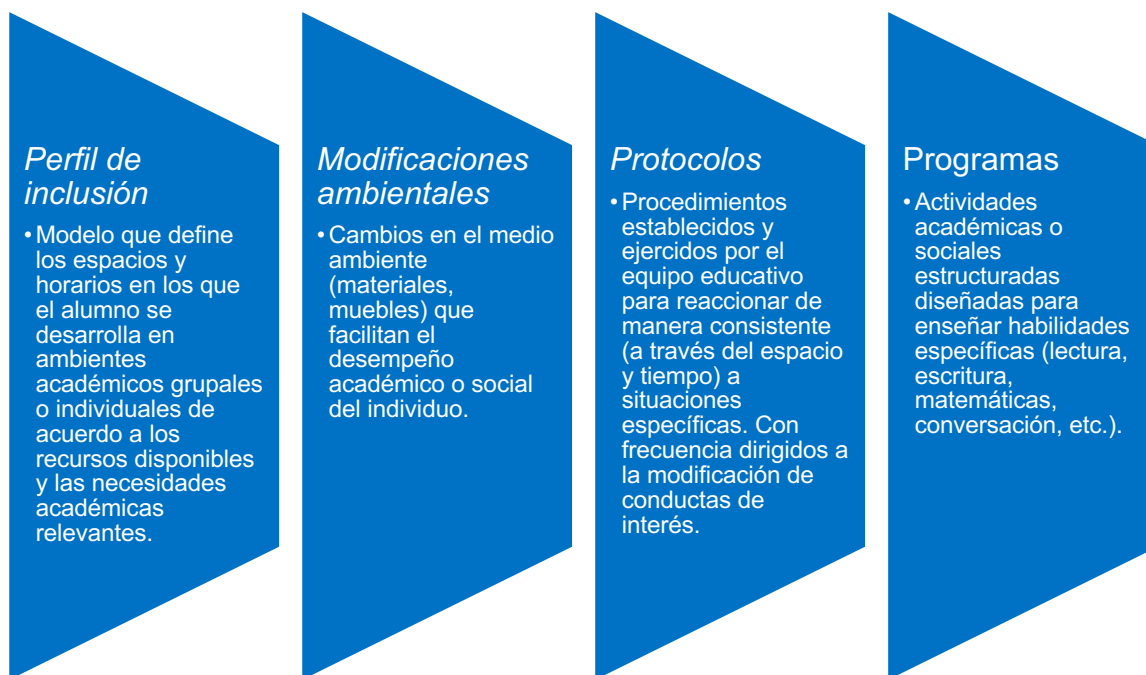 Perfil de
inclusión
•Modelo que define
los espacios y
horarios en los que
el alumno se
desarrolla en
ambientes
académicos grupales
o individuales de
acuerdo a los
recursos disponibles
y las necesidades
académicas
relevantes.
Modificaciones
ambientales
•Cambios en el medio
ambiente
(materiales,
muebles) que
facilitan el
desempeño
académico o social
del individuo.
Protocolos
•Procedimientos
establecidos y
ejercidos por el
equipo educativo
para reaccionar de
manera consistente
(a través del espacio
y tiempo) a
situaciones
específicas. Con
frecuencia dirigidos a
la modificación de
conductas de
interés.
Programas
•Actividades
académicas o
sociales
estructuradas
diseñadas para
enseñar habilidades
específicas (lectura,
escritura,
matemáticas,
conversación, etc.).